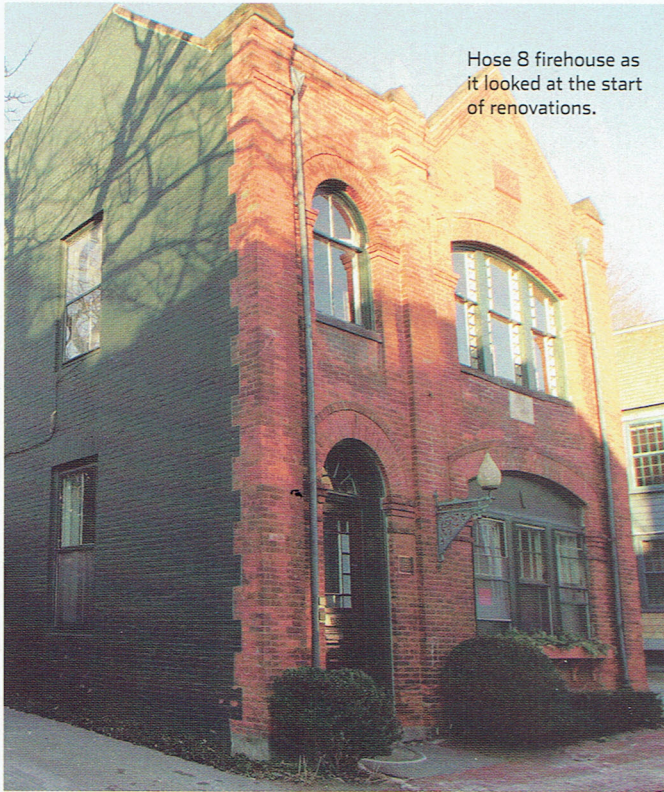 Hose 8 firehouse as
it looked at the start
of renovations.